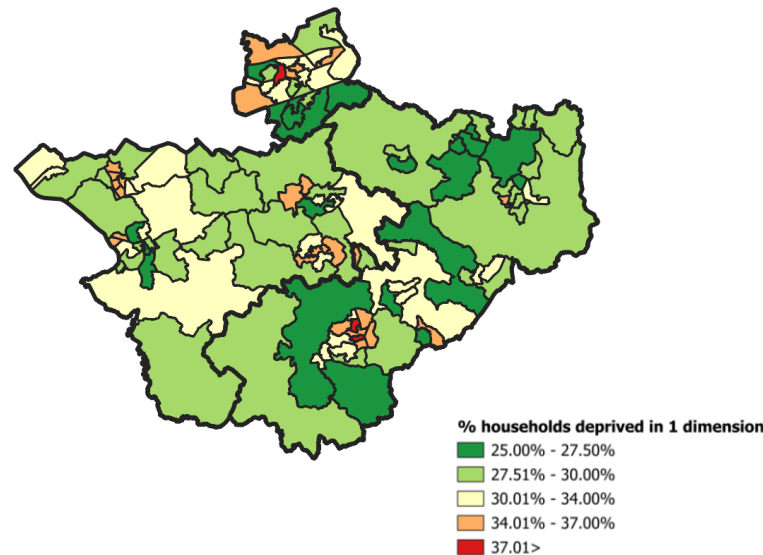 % households deprived in 1 dimension
25.00% - 27.50%
27.51% - 30.00%
30.01% - 34.00%
34.01% - 37.00%
37.01>